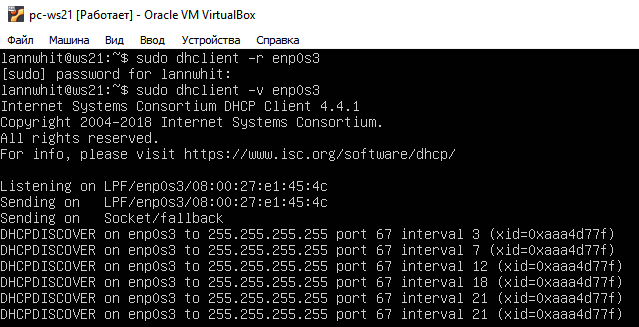 pc-ws21 [Работает] - Oracle VM VirtualBox
Файл Машина Вид Ввод Устройства Справка
lannwhit@ws21:~$ sudo dhclient -r enp0s3
[sudo] password for lannwhit:
lannwhit@ws21:~$ sudo dhclient -v enp0s3
Internet Systems Consortium DHCP Client 4.4.1
Copyright 2004-2018 Internet Systems Consortium.
All rights reserved.
For info, please visit https://www.isc.org/software/dhcp/
Listening on LPF/enp0s3/08:00:27:e1:45:4c
Sending on   LPF/enp0s3/08:00:27:e1:45:4c
Sending on   Socket/fallback
DHCPDISCOVER on enp0s3 to 255.255.255.255 port 67 interval 3 (xid=0xaaa4d77f)
DHCPDISCOVER on enp0s3 to 255.255.255.255 port 67 interval 7 (xid=0xaaa4d77f)
DHCPDISCOVER on enp0s3 to 255.255.255.255 port 67 interval 12 (xid=0xaaa4d77f)
DHCPDISCOVER on enp0s3 to 255.255.255.255 port 67 interval 18 (xid=0xaaa4d77f)
DHCPDISCOVER on enp0s3 to 255.255.255.255 port 67 interval 21 (xid=0xaaa4d77f)
DHCPDISCOVER on enp0s3 to 255.255.255.255 port 67 interval 21 (xid=0xaaa4d77f)